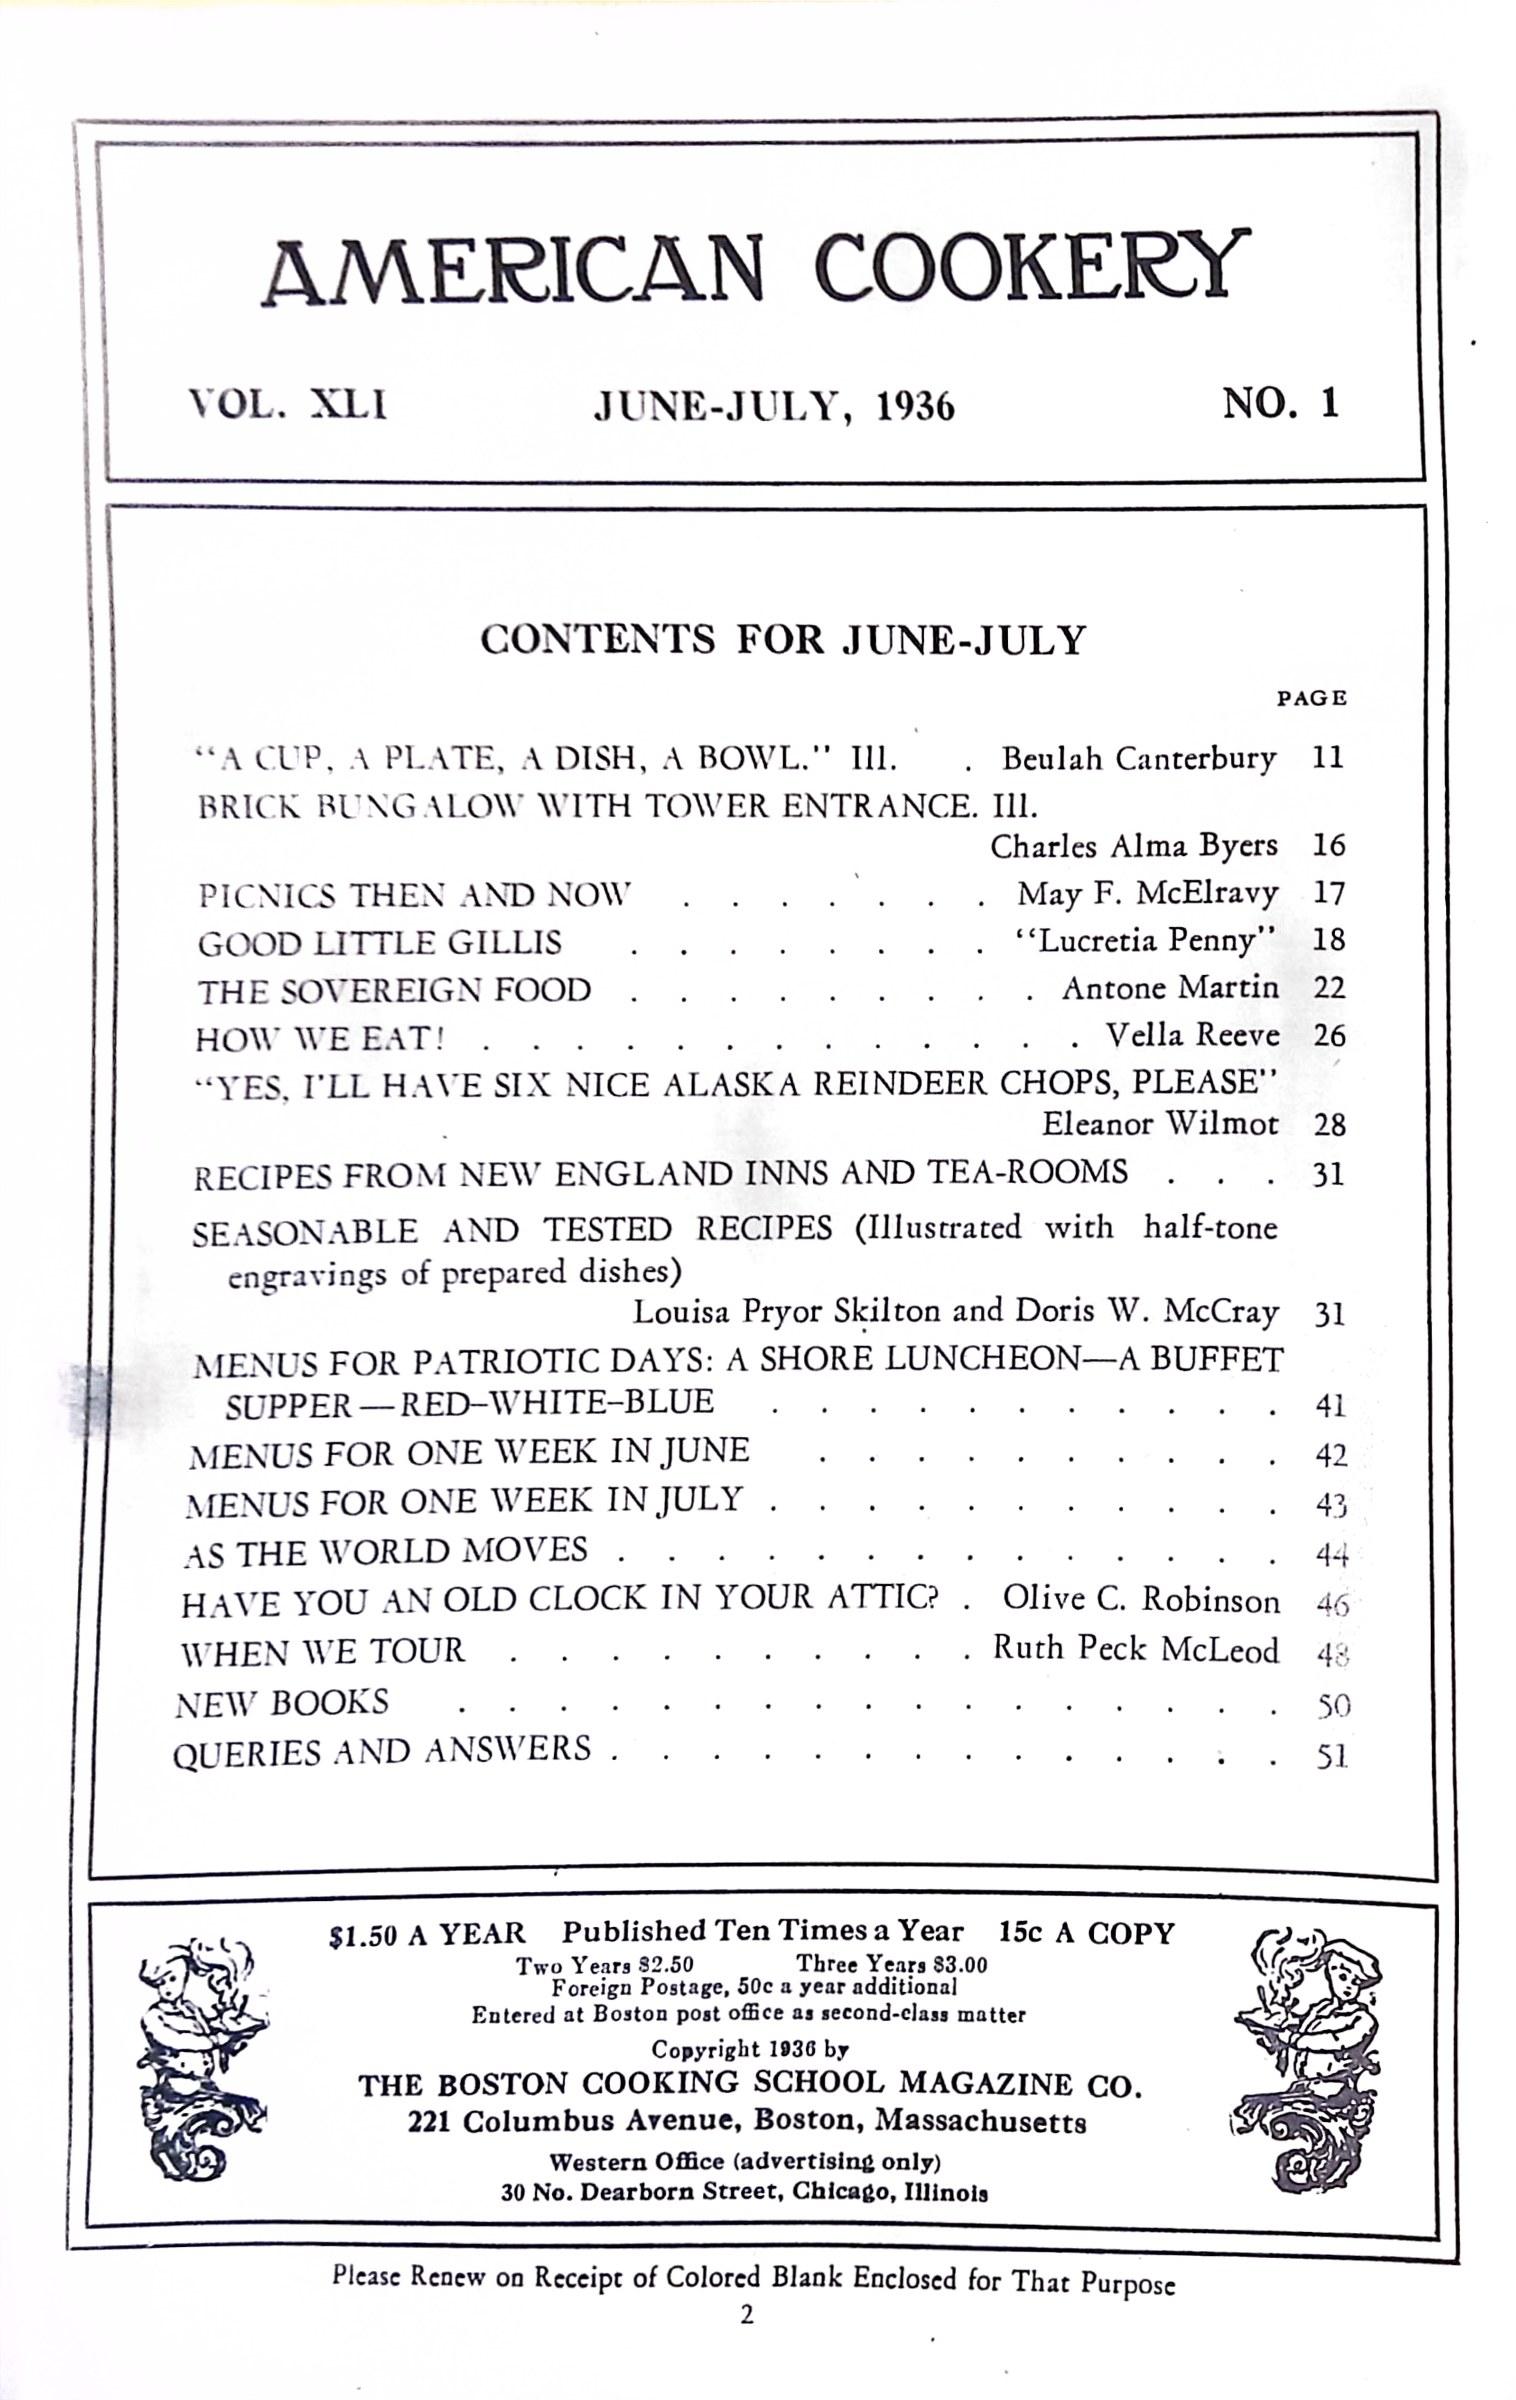 AMERICAN COOKERY
VOL. XLI JUNE-JULY, 1936 NO. 1
CONTENTS FOR JUNE-JULY
PAGE
"A CUP, A PLATE, A DISH, A BOWL." Ill. . Beulah Canterbury 11
BRICK BUNGALOW WITH TOWER ENTRANCE. Ill.
Charles Alma Byers 16
PICNICS THEN AND NOW . . . . . . . May F. McElravy 17
GOOD LITTLE GILLIS . . . . . . . . "Lucretia Penny" 18
THE SOVEREIGN FOOD . . . . . . . . . Antone Martin 22
HOW WE EAT! . . . . . . . . . . . . . Vella Reeve 26
"YES, I'LL HAVE SIX NICE ALASKA REINDEER CHOPS, PLEASE"
Eleanor Wilmot 28
RECIPES FROM NEW ENGLAND INNS AND TEA-ROOMS . . . 31
SEASONABLE AND TESTED RECIPES (Illustrated with half-tone
engravings of prepared dishes)
Louisa Pryor Skilton and Doris W. McCray 31
MENUS FOR PATRIOTIC DAYS: A SHORE LUNCHEON—A BUFFET
SUPPER—RED–WHITE–BLUE . . . . . . . . . . . 41
MENUS FOR ONE WEEK IN JUNE . . . . . . . . . . 42
MENUS FOR ONE WEEK IN JULY . . . . . . . . . . . 43
AS THE WORLD MOVES . . . . . . . . . . . . . . 44
HAVE YOU AN OLD CLOCK IN YOUR ATTIC? . Olive C. Robinson 46
WHEN WE TOUR . . . . . . . . . . Ruth Peck McLeod 48
NEW BOOKS . . . . . . . . . . . . . . . . . 50
QUERIES AND ANSWERS . . . . . . . . . . . . . . 51
$1.50 A YEAR Published Ten Times a Year 15c A COPY
Two Years $2.50 Three Years $3.00
Foreign Postage, 50c a year additional
Entered at Boston post office as second-class matter
Copyright 1936 by
THE BOSTON COOKING SCHOOL MAGAZINE CO.
221 Columbus Avenue, Boston, Massachusetts
Western Office (advertising only)
30 No. Dearborn Street, Chicago, Illinois
Please Renew on Receipt of Colored Blank Enclosed for That Purpose
2